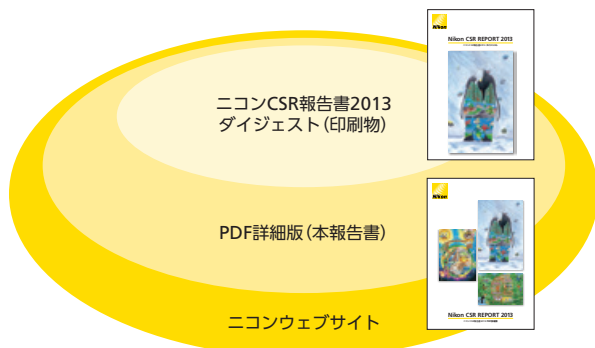 Nikon
Nikon CSR REPORT 2013
ニコンCSR報告書2013
ダイジェスト（印刷物）
Nikon
PDF詳細版（本報告書）
ニコンウェブサイト
Nikon CSR REPORT 2013